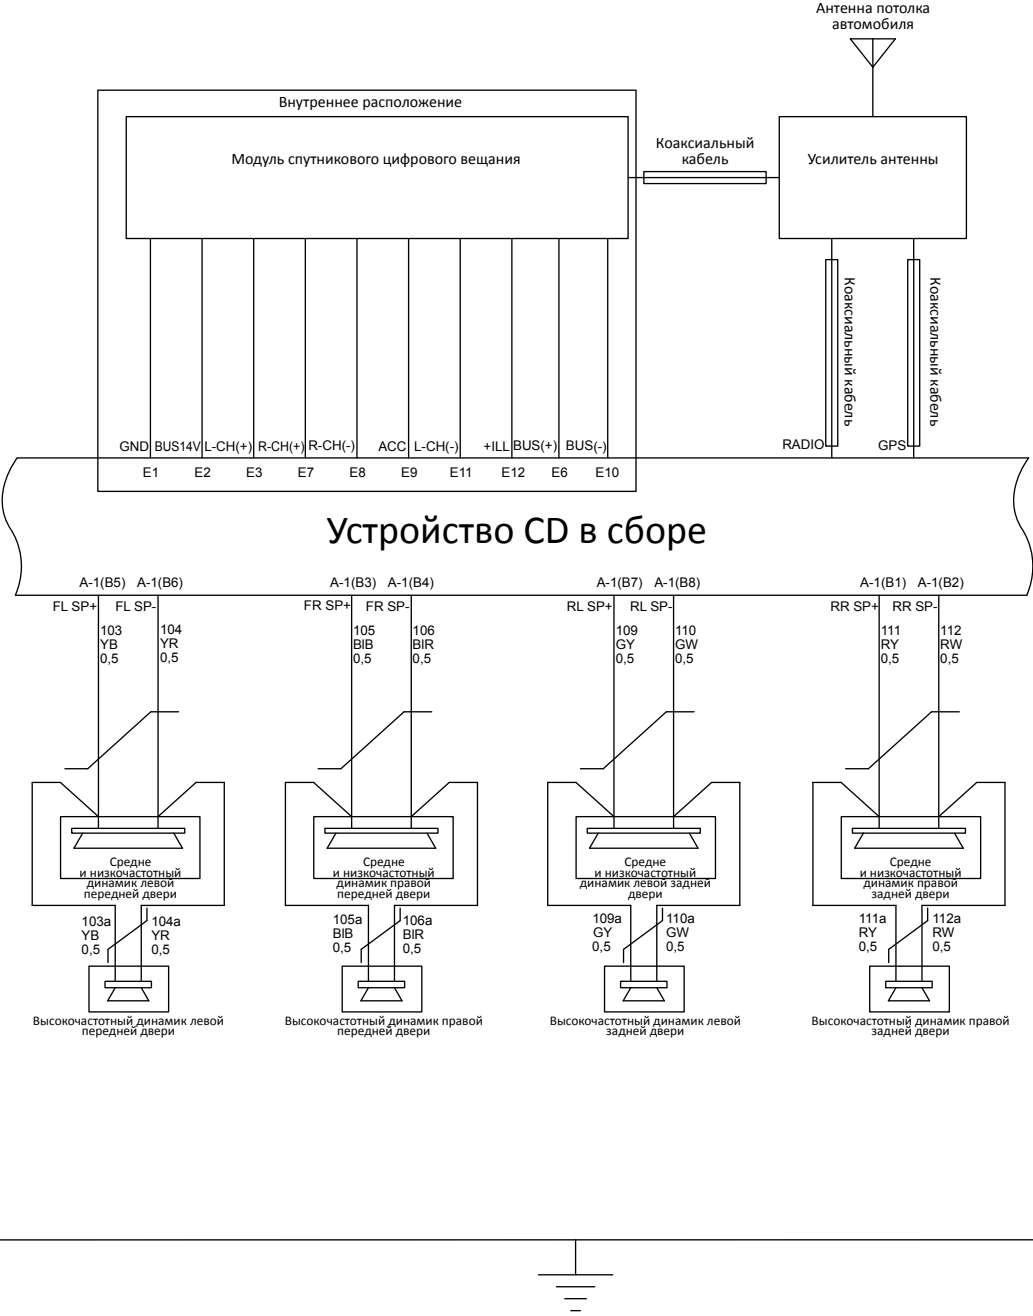 Антенна потолка
автомобиля
Внутреннее расположение
Модуль спутникового цифрового вещания
Коаксиальный
кабель
Усилитель антенны
Коаксиальный кабель
Коаксиальный кабель
GND BUS14V L-CH(+) R-CH(+) R-CH(-) ACC L-CH(-) +ILL BUS(+) BUS(-)
RADIO GPS
E1 E2 E3 E7 E8 E9 E11 E12 E6 E10
Устройство CD в сборе
A-1(B5) A-1(B6) A-1(B3) A-1(B4) A-1(B7) A-1(B8) A-1(B1) A-1(B2)
FL SP+ FL SP- FR SP+ FR SP- RL SP+ RL SP- RR SP+ RR SP-
103 104 105 106 109 110 111 112
YB YR BIB BIR GY GW RY RW
0,5 0,5 0,5 0,5 0,5 0,5 0,5 0,5
Средне
и низкочастотный
динамик левой
передней двери
Средне
и низкочастотный
динамик правой
передней двери
Средне
и низкочастотный
динамик левой задней
двери
Средне
и низкочастотный
динамик правой
задней двери
103a 104a 105a 106a 109a 110a 111a 112a
YB YR BIB BIR GY GW RY RW
0,5 0,5 0,5 0,5 0,5 0,5 0,5 0,5
Высокочастотный динамик левой
передней двери
Высокочастотный динамик правой
передней двери
Высокочастотный динамик левой
задней двери
Высокочастотный динамик правой
задней двери